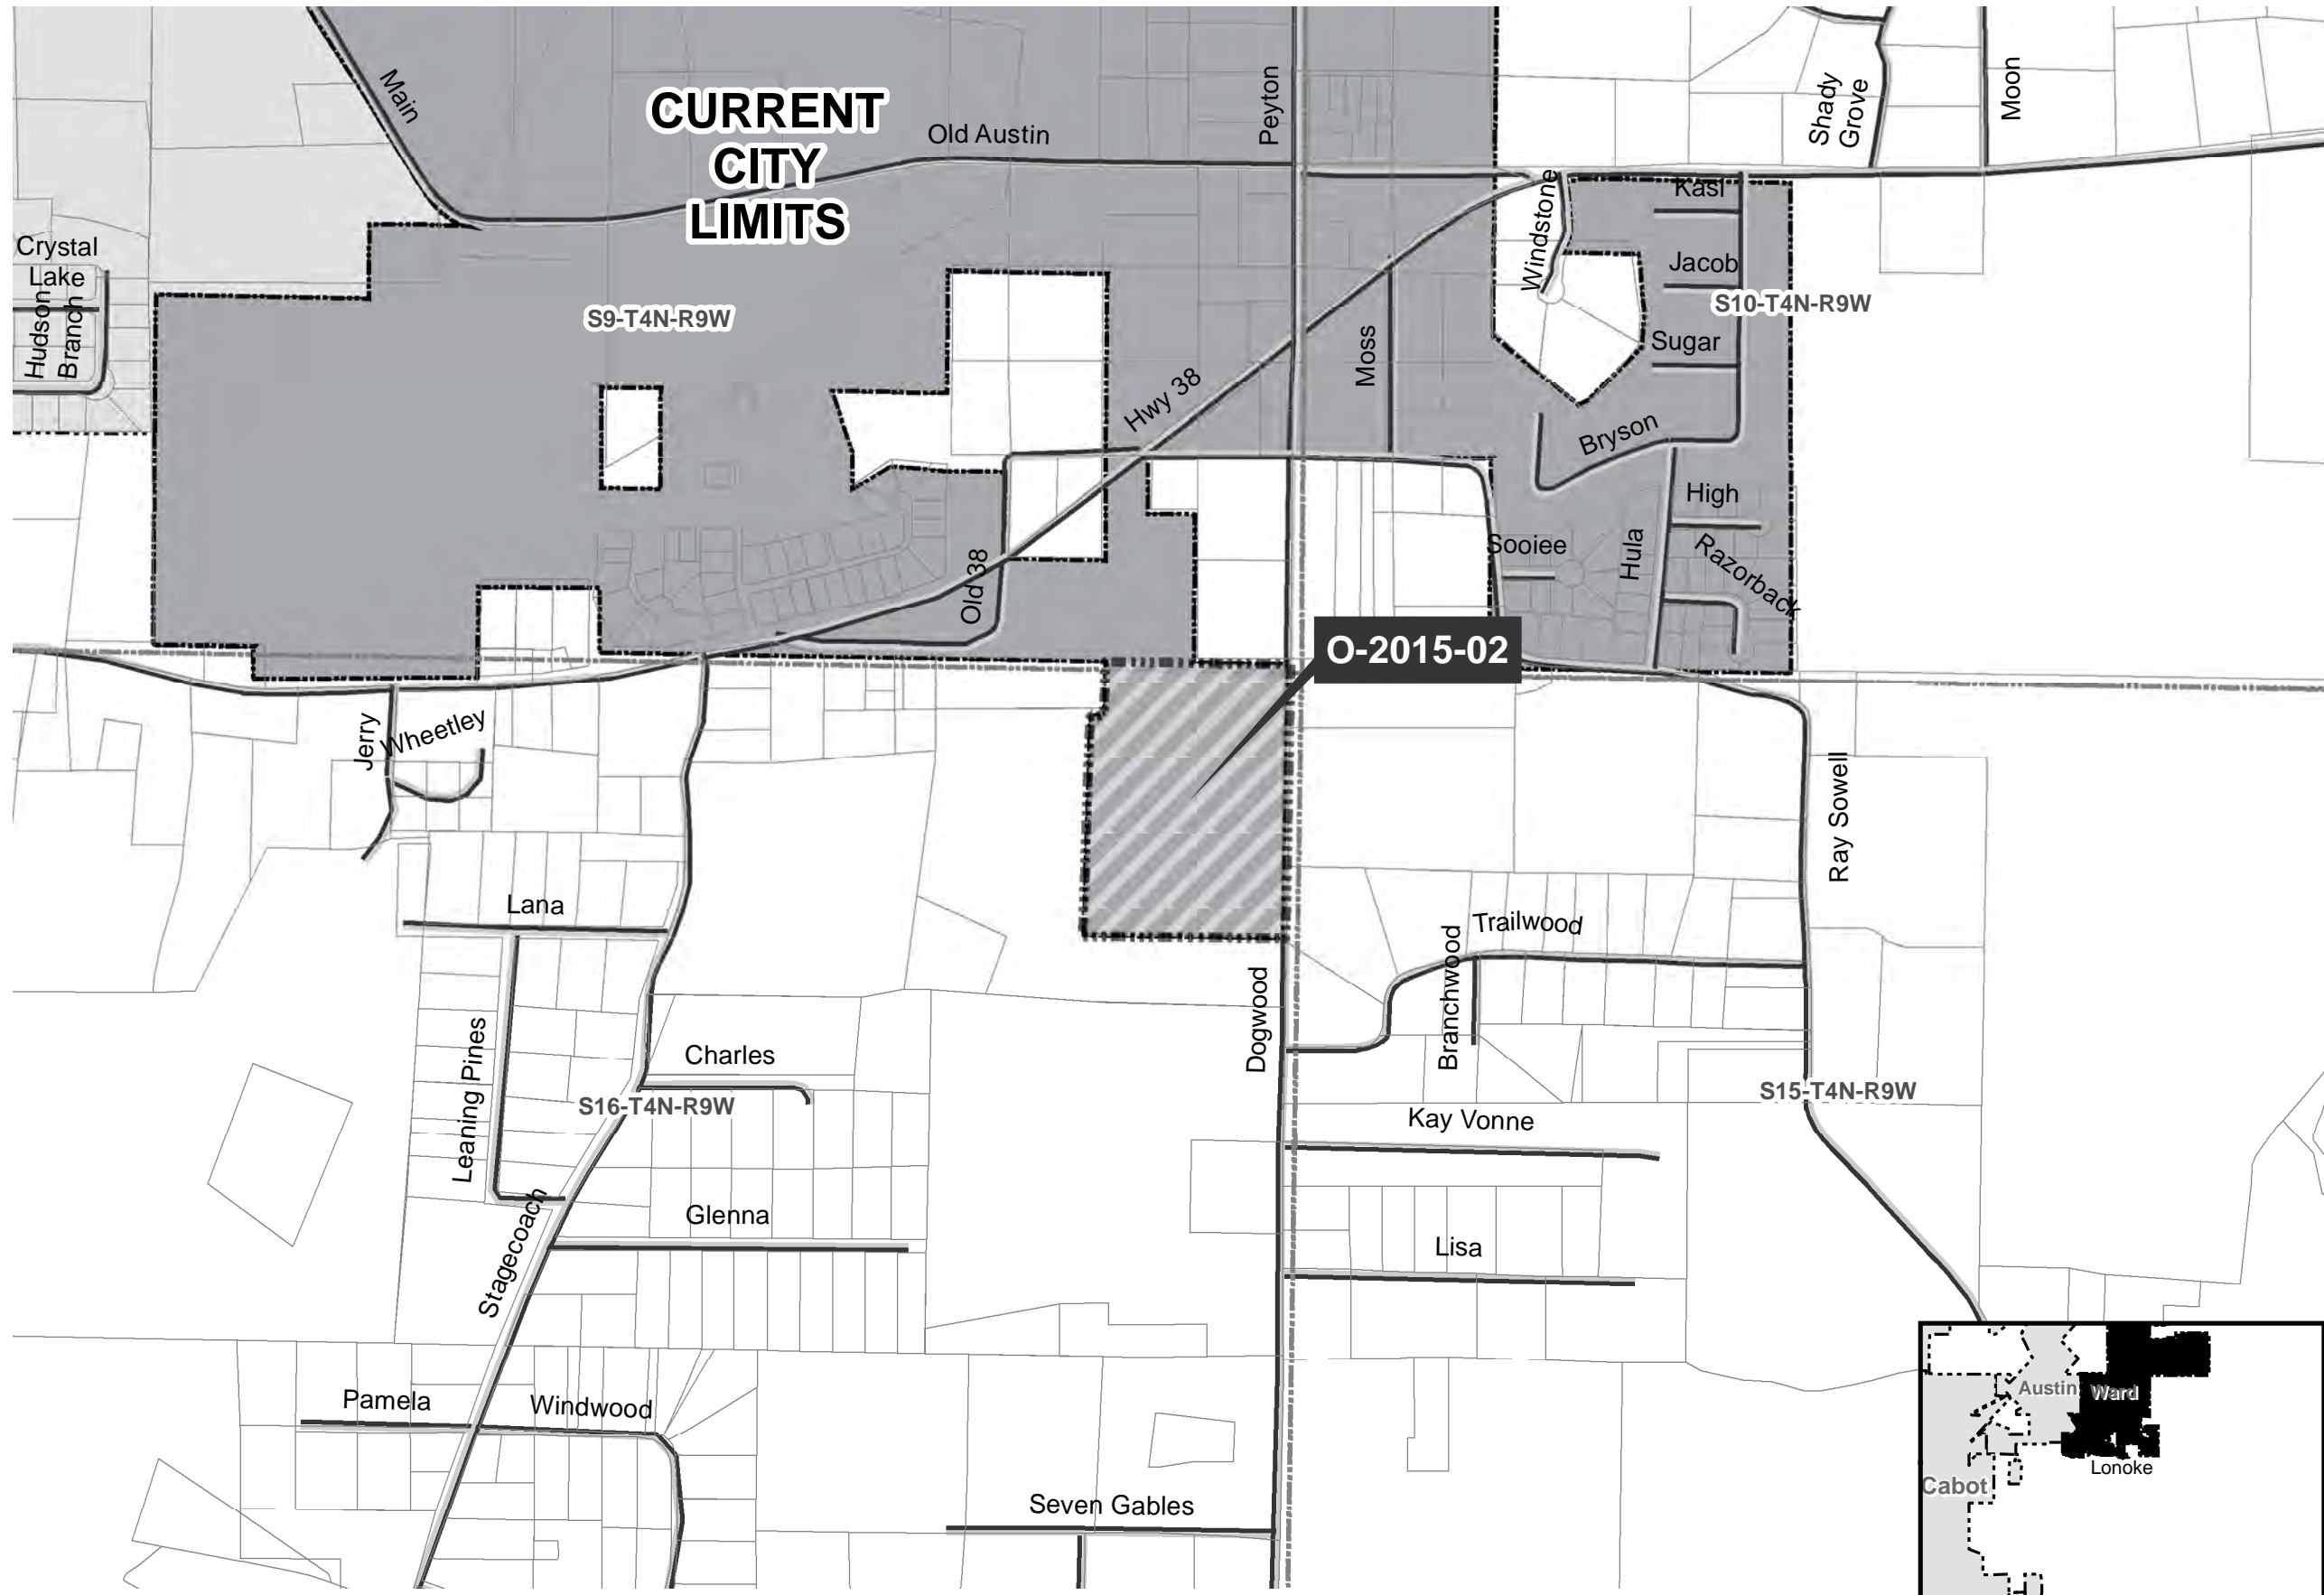 Main
CURRENT
CITY
LIMITS
Old Austin
Peyton
Shady
Grove
Moon
Crystal
Lake
Hudson
Branch
S9-T4N-R9W
Hwy 38
Moss
Windstone
Kasi
Jacob
S10-T4N-R9W
Sugar
Bryson
High
Hula
Sooiee
Razorback
Old 38
O-2015-02
Jerry
Wheetley
Ray Sowell
Lana
Trailwood
Branchwood
Dogwood
Leaning Pines
Charles
S16-T4N-R9W
S15-T4N-R9W
Kay Vonne
Stagecoach
Glenna
Lisa
Pamela
Windwood
Seven Gables
Austin
Ward
Lonoke
Cabot